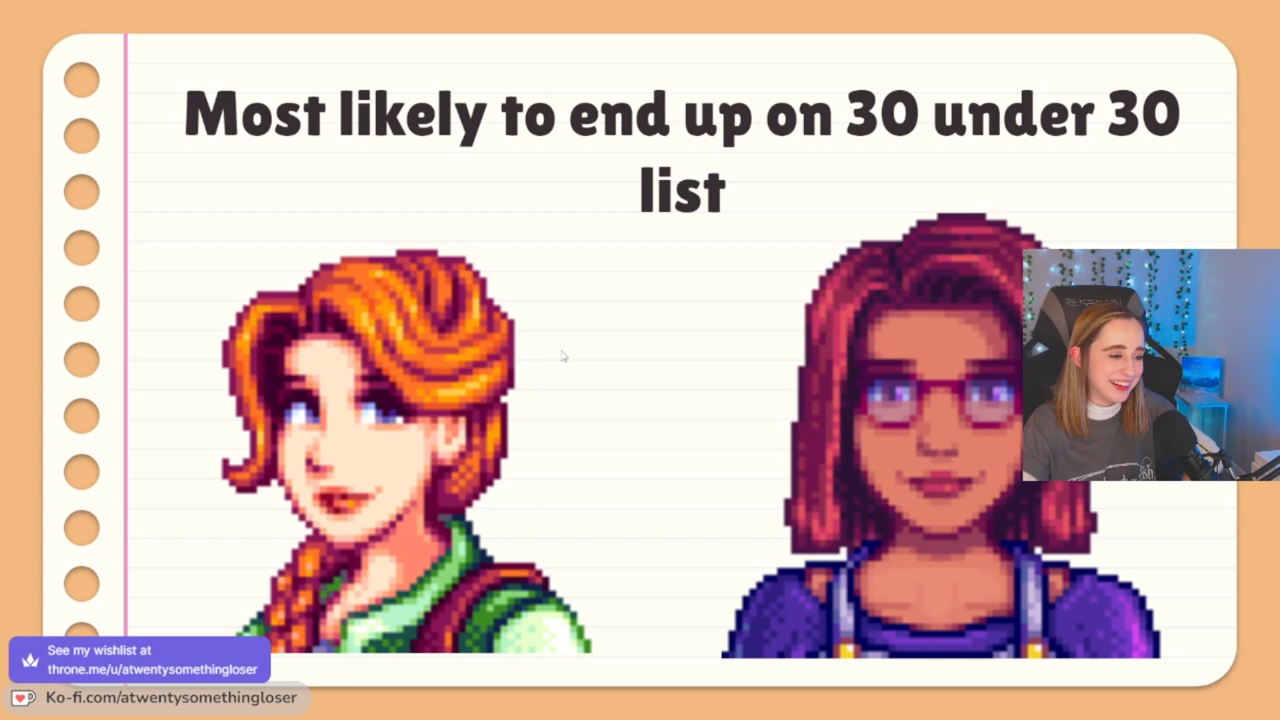 Most likely to end up on 30 under 30
list
See my wishlist at
throne.me/u/atwentysomethingloser
Ko-fi.com/atwentysomethingloser